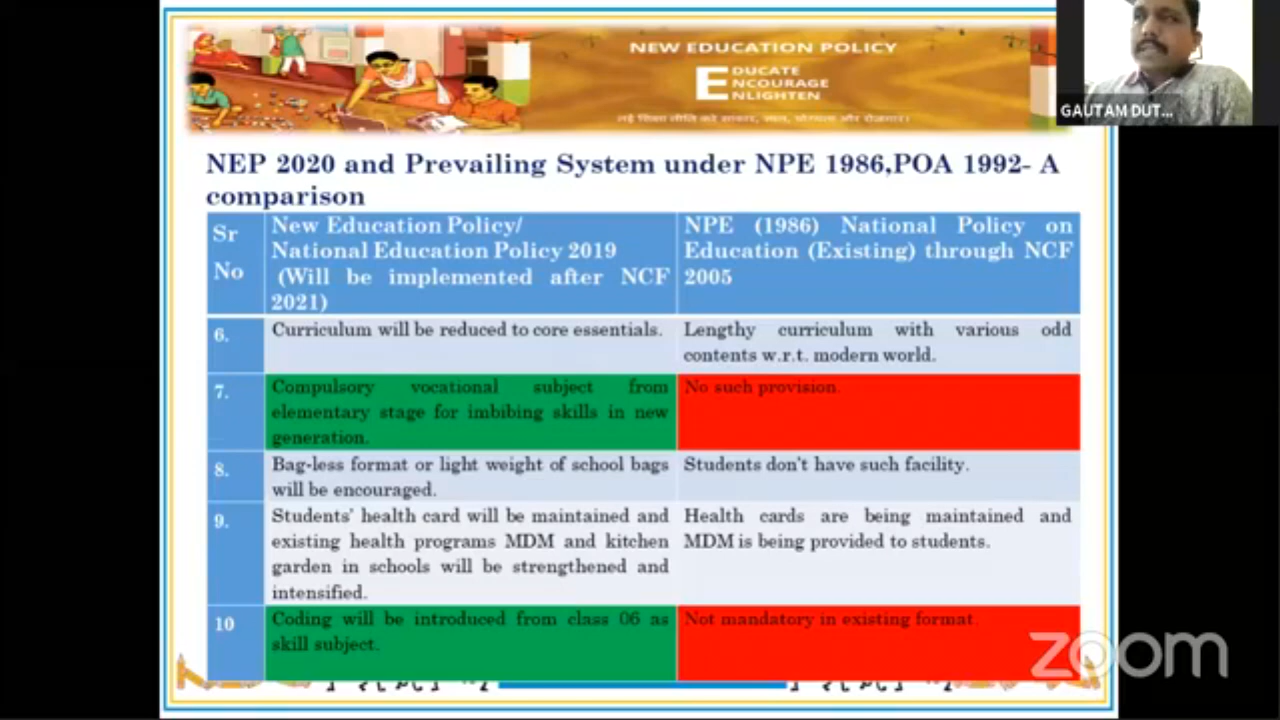 NEW EDUCATION POLICY
EDUCATE
ENCOURAGE
ENLIGHTEN
GAUTAM DUT...
NEP 2020 and Prevailing System under NPE 1986,POA 1992- A
comparison
Sr
No
New Education Policy/
National Education Policy 2019
(Will be implemented after NCF
2021)
NPE (1986) National Policy on
Education (Existing) through NCF
2005
6.
Curriculum will be reduced to core essentials.
Lengthy curriculum with various odd
contents w.r.t. modern world.
7.
Compulsory vocational subject from
elementary stage for imbibing skills in new
generation.
No such provision.
8.
Bag-less format or light weight of school bags
will be encouraged.
Students don't have such facility.
9.
Students' health card will be maintained and
existing health programs MDM and kitchen
garden in schools will be strengthened and
intensified.
Health cards are being maintained and
MDM is being provided to students.
10
Coding will be introduced from class 06 as
skill subject.
Not mandatory in existing format.
zoom